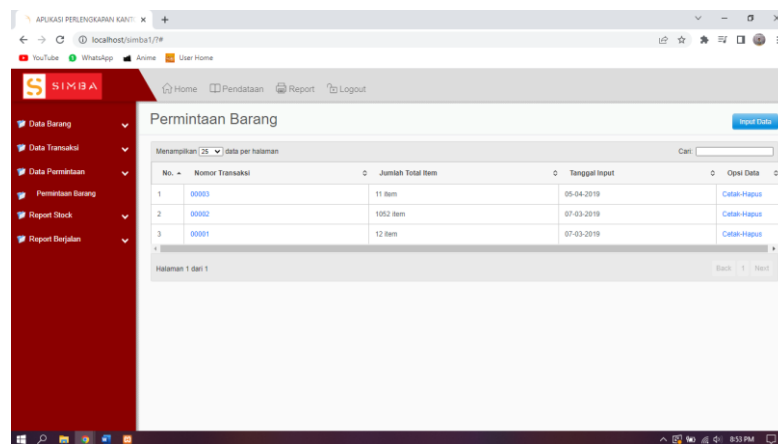 APLIKASI PERLENGKAPAN KANTO
localhost/simba1/?#
YouTube WhatsApp Anime User Home
SIMBA
Home Pendataan Report Logout
Data Barang
Data Transaksi
Data Permintaan
Permintaan Barang
Report Stock
Report Berjalan
Permintaan Barang
Input Data
Menampilkan 25 data per halaman
Cari:
No. Nomor Transaksi Jumlah Total Item Tanggal Input Opsi Data
1 00003 11 item 05-04-2019 Cetak-Hapus
2 00002 1052 item 07-03-2019 Cetak-Hapus
3 00001 12 item 07-03-2019 Cetak-Hapus
Halaman 1 dari 1
Back 1 Next
8:53 PM